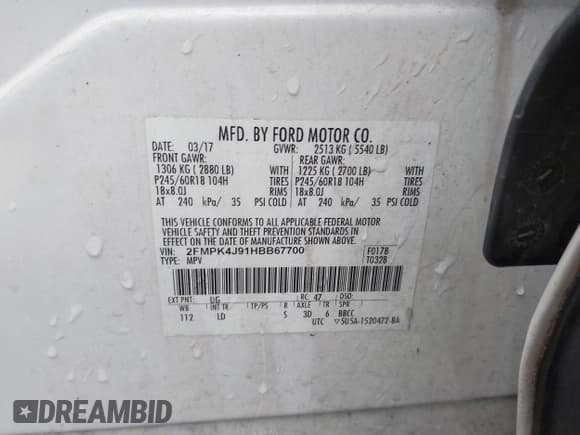 MFD. BY FORD MOTOR CO.
DATE: 03/17 GVWR: 2513 KG ( 5540 LB)
FRONT GAWR: REAR GAWR:
1306 KG ( 2880 LB) WITH 1225 KG ( 2700 LB) WITH
P245/60R18 104H TIRES P245/60R18 104H TIRES
18x8.0J RIMS 18x8.0J RIMS
AT 240 kPa/ 35 PSI COLD AT 240 kPa/ 35 PSI COLD
THIS VEHICLE CONFORMS TO ALL APPLICABLE FEDERAL MOTOR
VEHICLE SAFETY AND THEFT PREVENTION STANDARDS IN
EFFECT ON THE DATE OF MANUFACTURE SHOWN ABOVE.
VIN: 2FMPK4J91HBB67700 F0178
TYPE: MPV T0328
EXT PNT: UG RC: 47 DSO:
WB INT TK TP/PS R AXLE TR SPR
112 LD S 3D 6 BBCC
UTC ▽5U5A-1520472-BA
DREAMBID